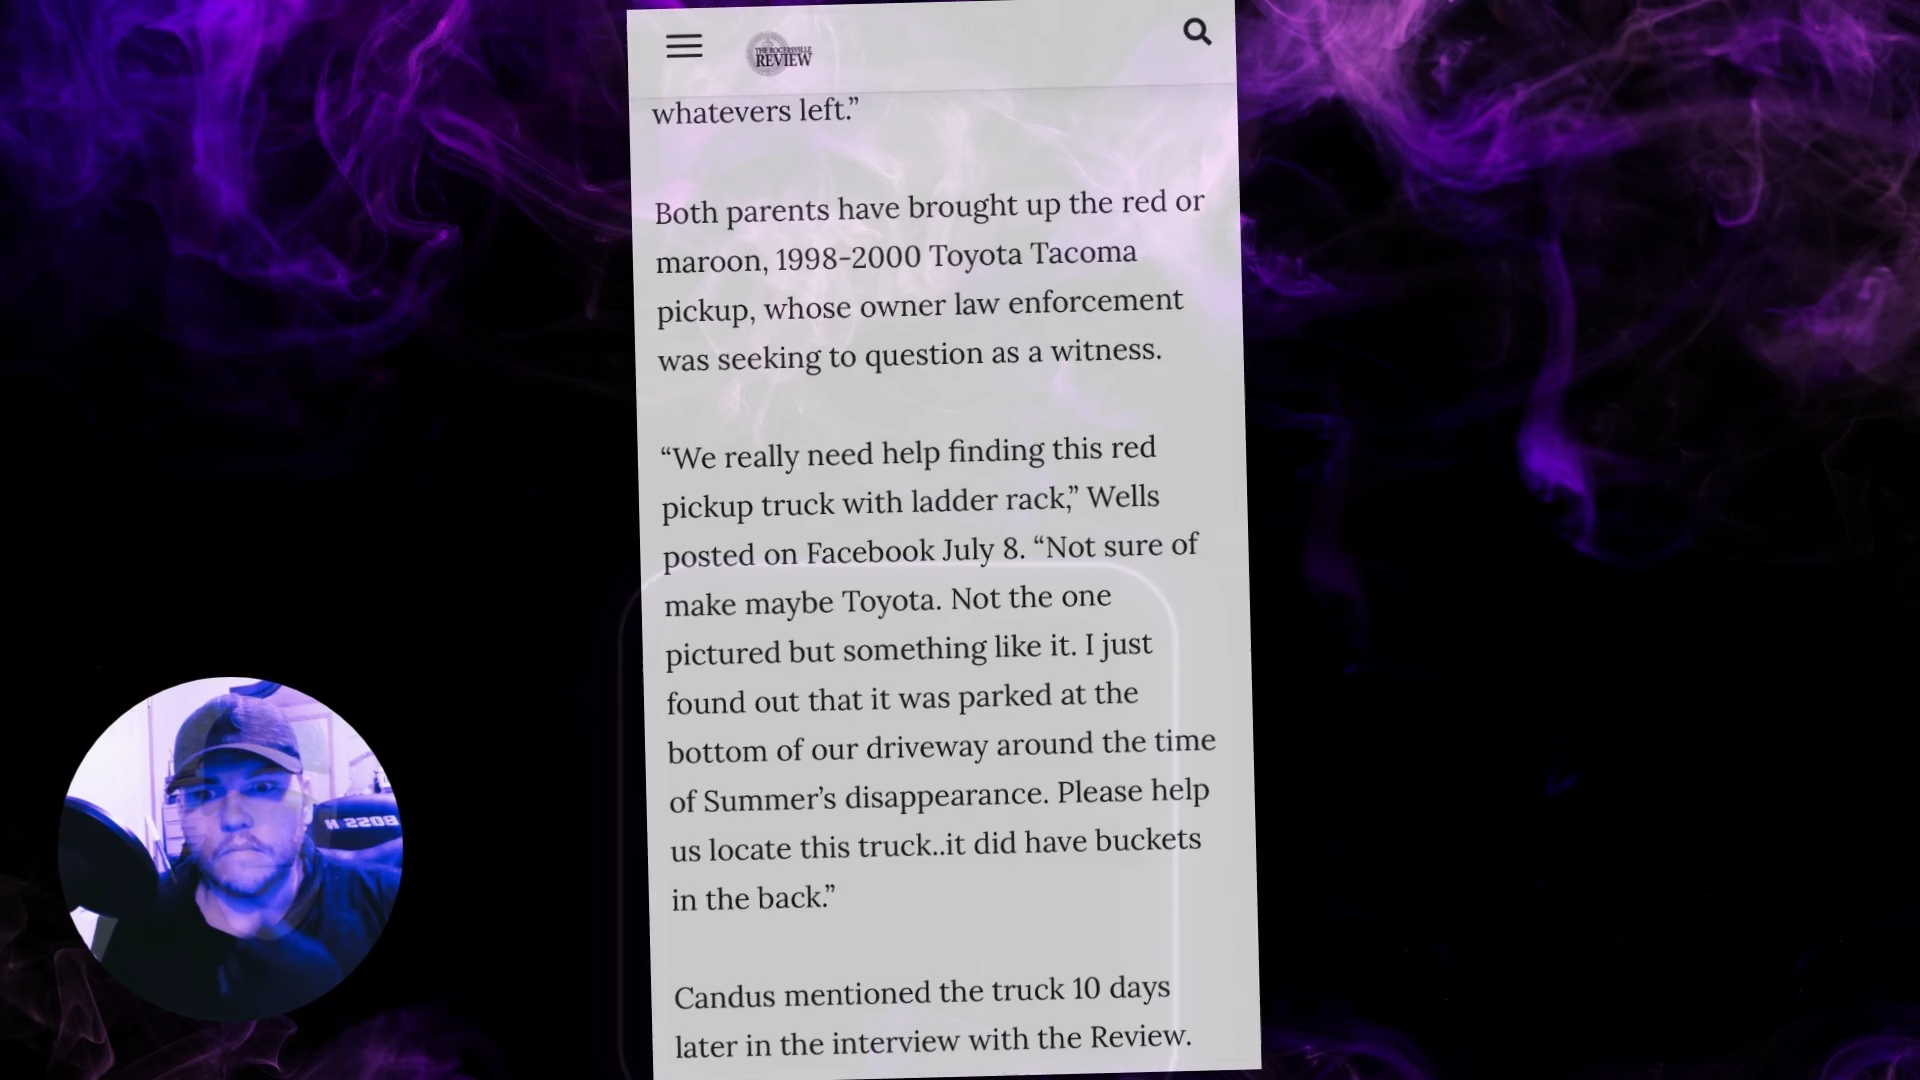 THE ROGERSVILLE
REVIEW
whatevers left.”
Both parents have brought up the red or
maroon, 1998-2000 Toyota Tacoma
pickup, whose owner law enforcement
was seeking to question as a witness.
“We really need help finding this red
pickup truck with ladder rack,” Wells
posted on Facebook July 8. “Not sure of
make maybe Toyota. Not the one
pictured but something like it. I just
found out that it was parked at the
bottom of our driveway around the time
of Summer’s disappearance. Please help
us locate this truck..it did have buckets
in the back.”
Candus mentioned the truck 10 days
later in the interview with the Review.
BOSS N